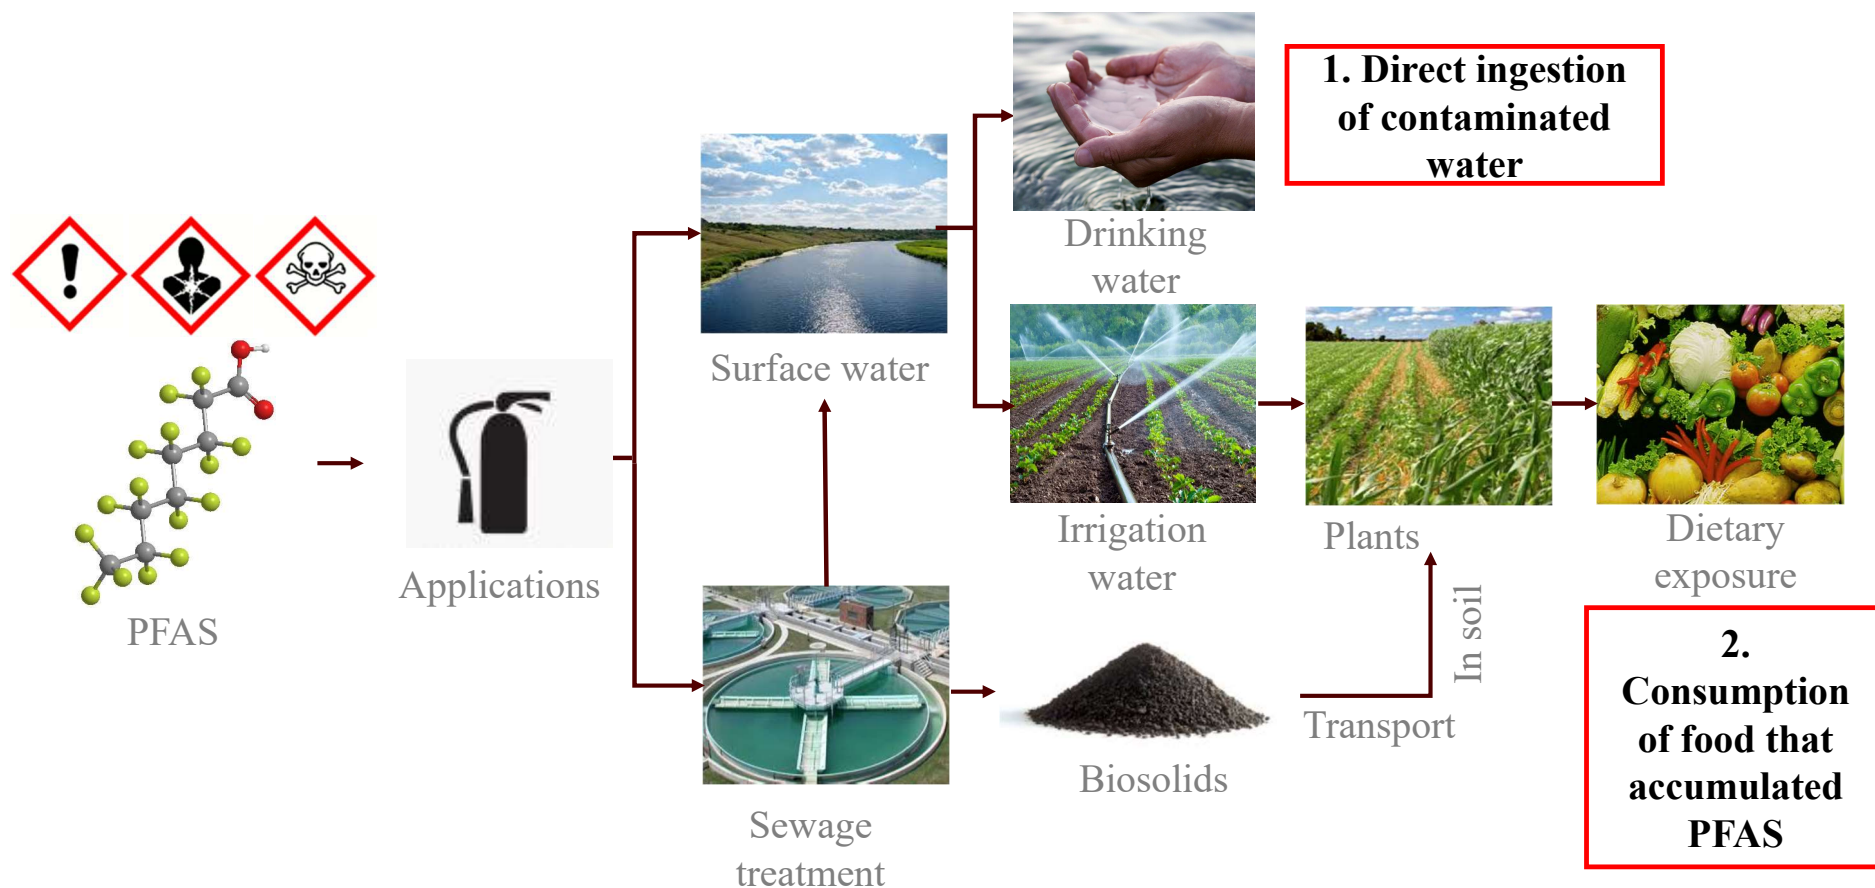 1. Direct ingestion
of contaminated
water
Drinking
water
Surface water
Applications
PFAS
Irrigation
water
Plants
Dietary
exposure
In soil
Transport
Biosolids
Sewage
treatment
2.
Consumption
of food that
accumulated
PFAS